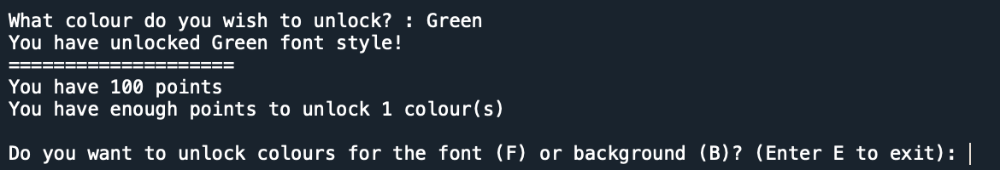 What colour do you wish to unlock? : Green
You have unlocked Green font style!
====================
You have 100 points
You have enough points to unlock 1 colour(s)
Do you want to unlock colours for the font (F) or background (B)? (Enter E to exit):